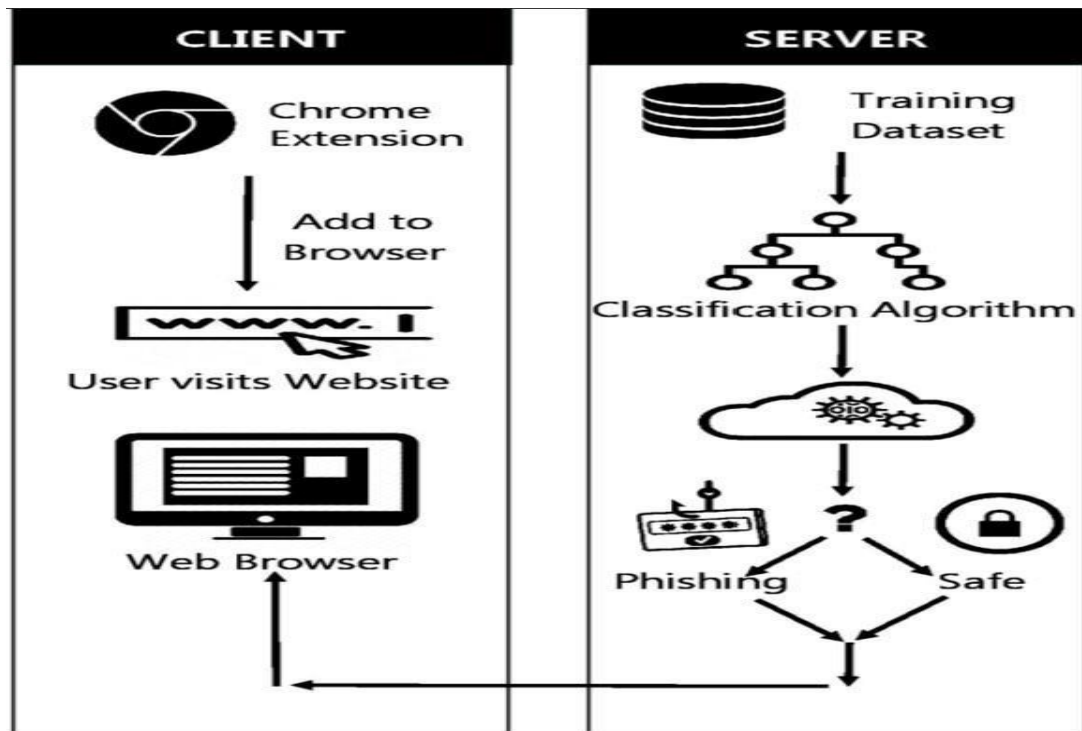 CLIENT
Chrome
Extension
Add to
Browser
www.
User visits Website
Web Browser
SERVER
Training
Dataset
Classification Algorithm
?
Phishing
Safe